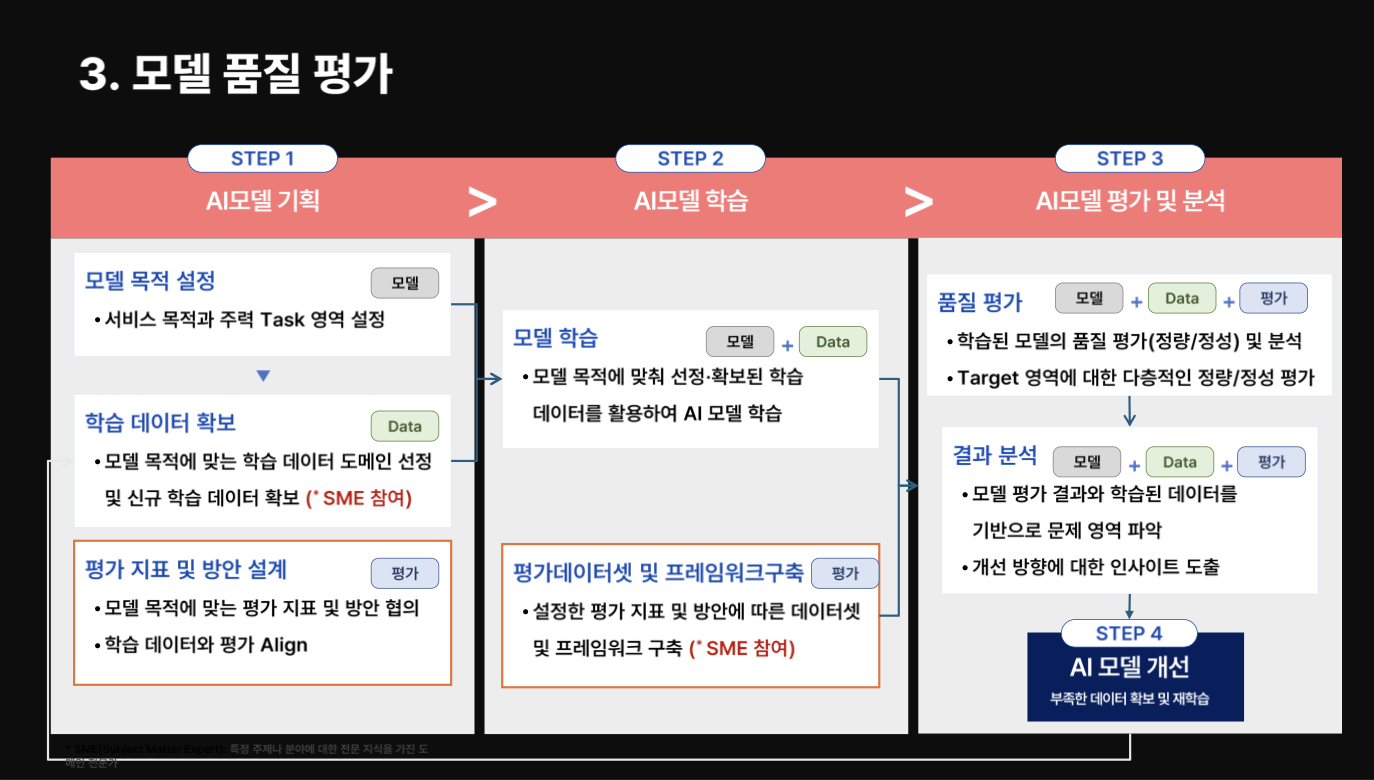 3. 모델 품질 평가
STEP 1
AI모델 기획
>
STEP 2
AI모델 학습
>
STEP 3
AI모델 평가 및 분석
모델 목적 설정
모델
• 서비스 목적과 주력 Task 영역 설정
학습 데이터 확보
Data
• 모델 목적에 맞는 학습 데이터 도메인 선정
및 신규 학습 데이터 확보 (* SME 참여)
평가 지표 및 방안 설계
평가
• 모델 목적에 맞는 평가 지표 및 방안 협의
• 학습 데이터와 평가 Align
모델 학습
모델 + Data
• 모델 목적에 맞춰 선정·확보된 학습
데이터를 활용하여 AI 모델 학습
평가데이터셋 및 프레임워크구축
평가
• 설정한 평가 지표 및 방안에 따른 데이터셋
및 프레임워크 구축 (* SME 참여)
품질 평가
모델 + Data + 평가
• 학습된 모델의 품질 평가(정량/정성) 및 분석
• Target 영역에 대한 다층적인 정량/정성 평가
결과 분석
모델 + Data + 평가
• 모델 평가 결과와 학습된 데이터를
기반으로 문제 영역 파악
• 개선 방향에 대한 인사이트 도출
STEP 4
AI 모델 개선
부족한 데이터 확보 및 재학습
* SME(Subject Matter Expert): 특정 주제나 분야에 대한 전문 지식을 가진 도
메인 전문가